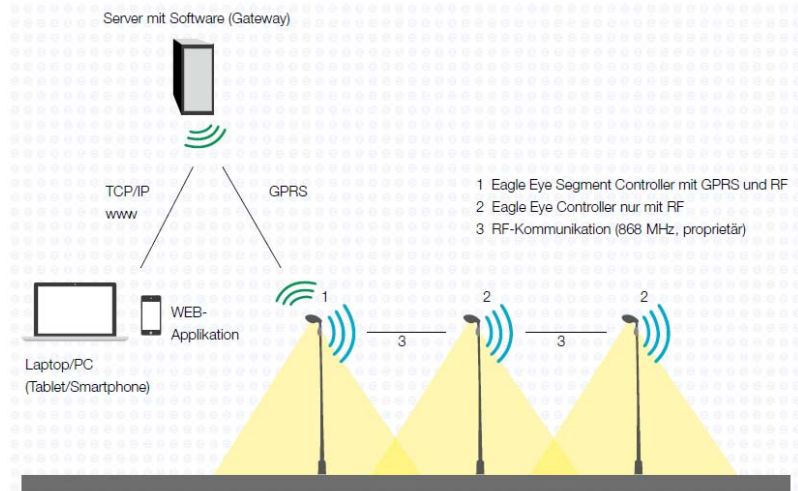 Server mit Software (Gateway)
TCP/IP
www
GPRS
1 Eagle Eye Segment Controller mit GPRS und RF
2 Eagle Eye Controller nur mit RF
3 RF-Kommunikation (868 MHz, proprietär)
WEB-
Applikation
Laptop/PC
(Tablet/Smartphone)
1
2
2
3
3